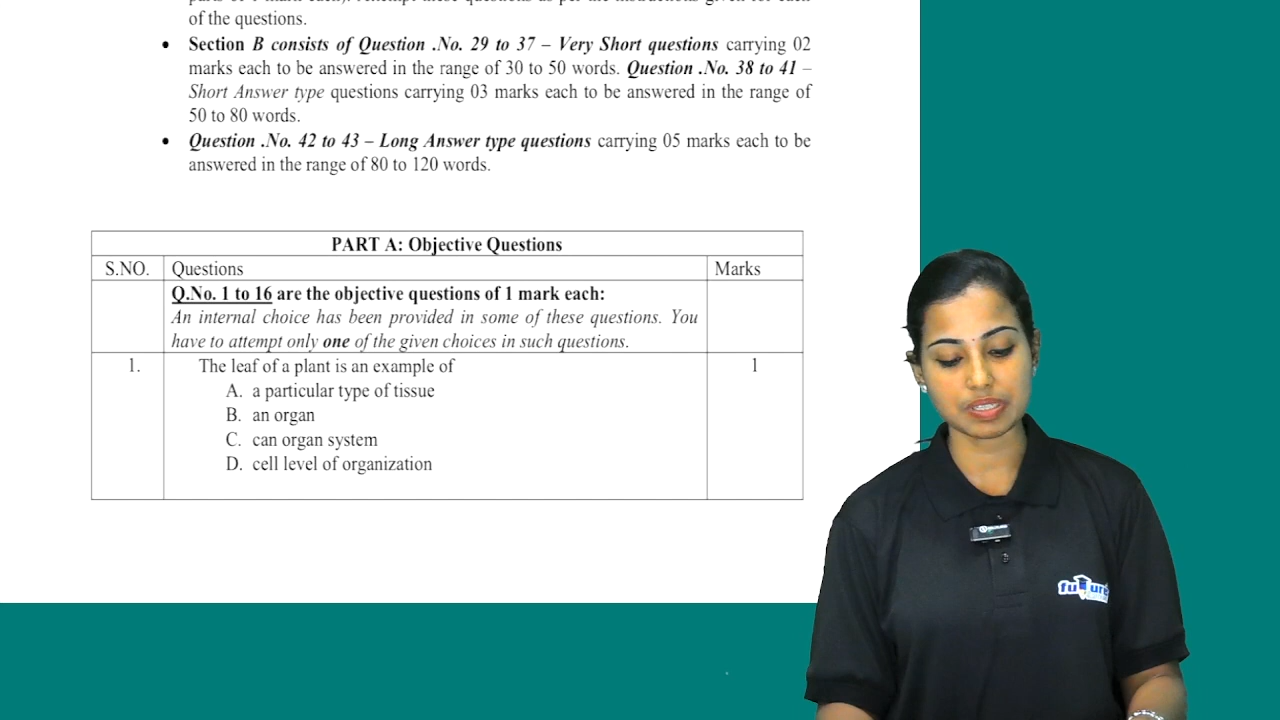 of the questions.
• Section B consists of Question .No. 29 to 37 – Very Short questions carrying 02
marks each to be answered in the range of 30 to 50 words. Question .No. 38 to 41 –
Short Answer type questions carrying 03 marks each to be answered in the range of
50 to 80 words.
• Question .No. 42 to 43 – Long Answer type questions carrying 05 marks each to be
answered in the range of 80 to 120 words.
PART A: Objective Questions
S.NO. Questions Marks
Q.No. 1 to 16 are the objective questions of 1 mark each:
An internal choice has been provided in some of these questions. You
have to attempt only one of the given choices in such questions.
1. The leaf of a plant is an example of 1
A. a particular type of tissue
B. an organ
C. can organ system
D. cell level of organization
future